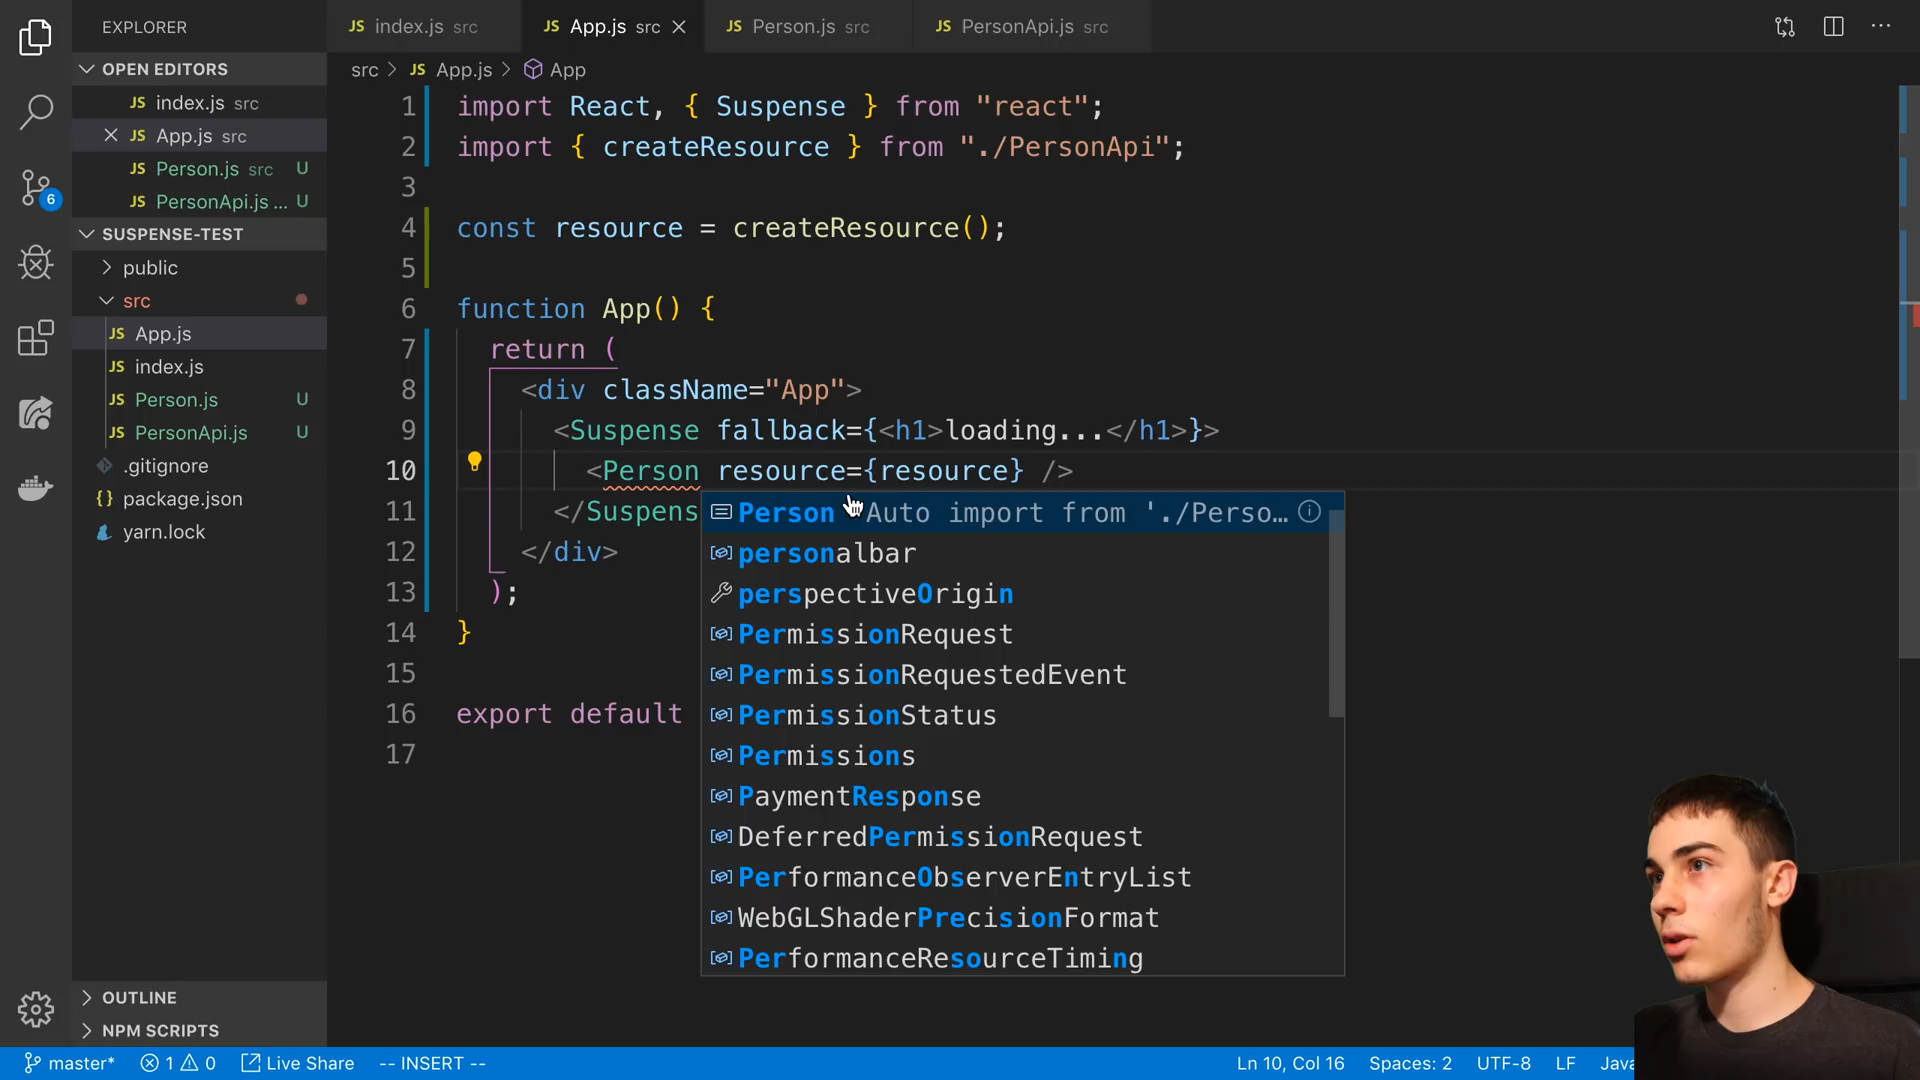 EXPLORER
OPEN EDITORS
JS index.js src
JS App.js src
JS Person.js src U
JS PersonApi.js ... U
SUSPENSE-TEST
public
src
JS App.js
JS index.js
JS Person.js U
JS PersonApi.js U
.gitignore
{} package.json
yarn.lock
OUTLINE
NPM SCRIPTS
6
JS index.js src
JS App.js src
JS Person.js src
JS PersonApi.js src
src > JS App.js > App
1 import React, { Suspense } from "react";
2 import { createResource } from "./PersonApi";
3
4 const resource = createResource();
5
6 function App() {
7 return (
8 <div className="App">
9 <Suspense fallback={<h1>loading...</h1>}>
10 <Person resource={resource} />
11 </Suspens
12 </div>
13 );
14 }
15
16 export default
17
Person Auto import from './Perso...
personalbar
perspectiveOrigin
PermissionRequest
PermissionRequestedEvent
PermissionStatus
Permissions
PaymentResponse
DeferredPermissionRequest
PerformanceObserverEntryList
WebGLShaderPrecisionFormat
PerformanceResourceTiming
master* 1 0 Live Share -- INSERT -- Ln 10, Col 16 Spaces: 2 UTF-8 LF Java